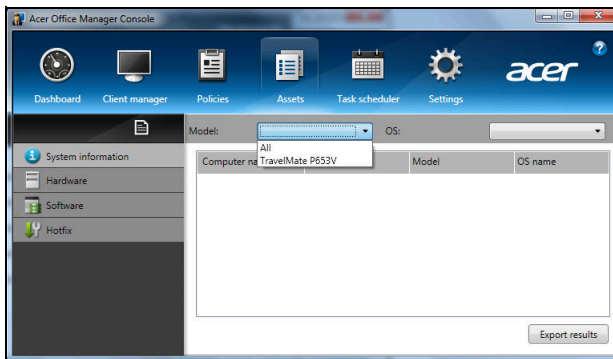 Acer Office Manager Console
Dashboard Client manager Policies Assets Task scheduler Settings
acer
?
Model: OS:
All
TravelMate P653V
System information
Hardware
Software
Hotfix
Computer na Model OS name
Export results